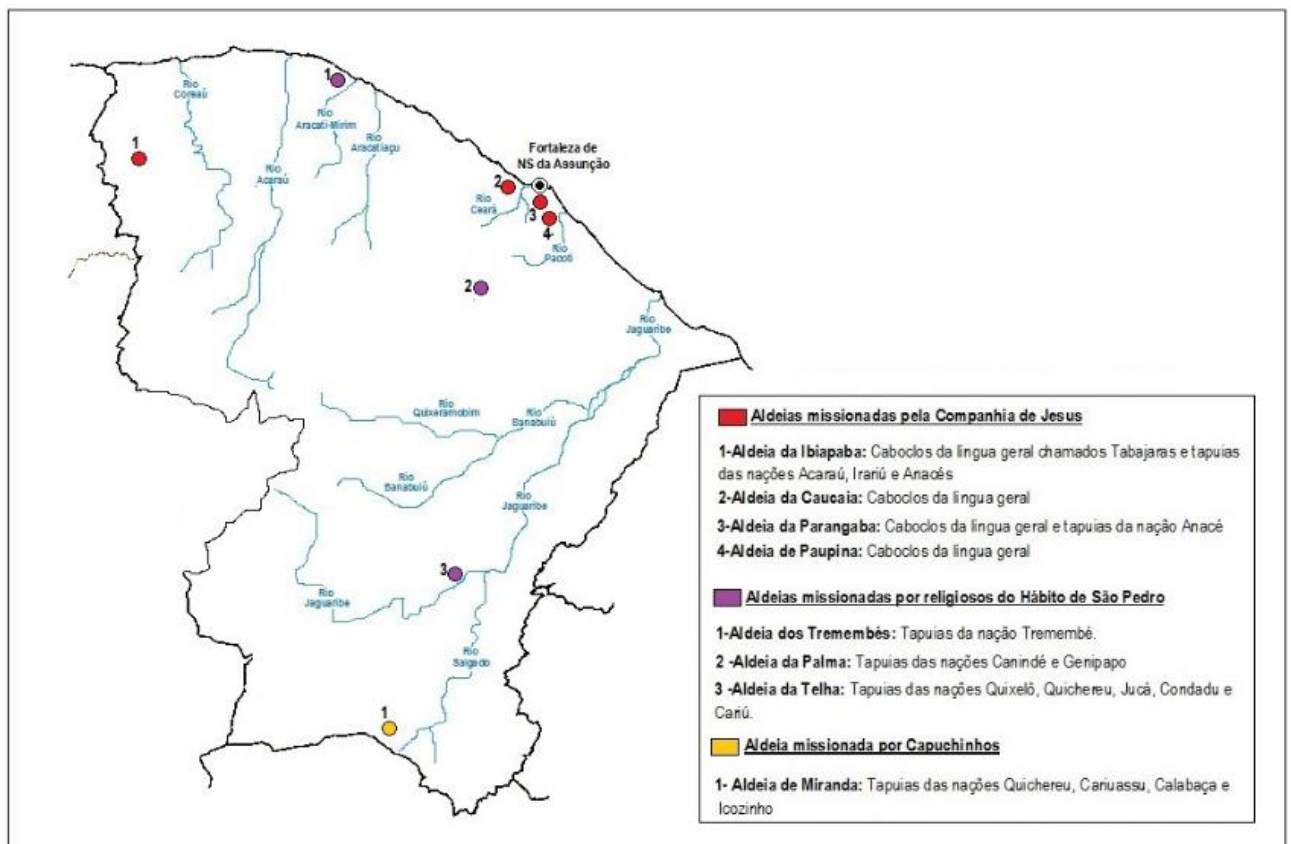 1
Rio
Coreaú
Rio
Aracati-Mirim
Rio
Aracatiaçu
1
Rio
Acaraú
Fortaleza de
NS da Assunção
2
Rio
Ceará
3
4
Rio
Pacoti
2
Rio
Jaguaribe
Rio
Quixeramobim
Rio
Banabuiú
Rio
Banabuiú
Rio
Jaguaribe
3
Rio
Jaguaribe
Rio
Salgado
1
Aldeias missionadas pela Companhia de Jesus
1-Aldeia da Ibiapaba: Caboclos da língua geral chamados Tabajaras e tapuias
das nações Acaraú, Irariú e Anacés
2-Aldeia da Caucaia: Caboclos da língua geral
3-Aldeia da Parangaba: Caboclos da língua geral e tapuias da nação Anacé
4-Aldeia de Paupina: Caboclos da língua geral
Aldeias missionadas por religiosos do Hábito de São Pedro
1-Aldeia dos Tremembés: Tapuias da nação Tremembé.
2 -Aldeia da Palma: Tapuias das nações Canindé e Genipapo
3 -Aldeia da Telha: Tapuias das nações Quixelô, Quichereu, Jucá, Condadu e
Cariú.
Aldeia missionada por Capuchinhos
1- Aldeia de Miranda: Tapuias das nações Quichereu, Cariuassu, Calabaça e
Icozinho